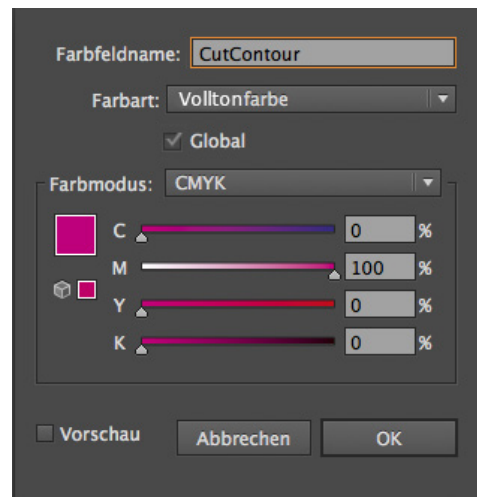 Farbfeldname: CutContour
Farbart: Volltonfarbe
Global
Farbmodus: CMYK
C 0 %
M 100 %
Y 0 %
K 0 %
Vorschau Abbrechen OK